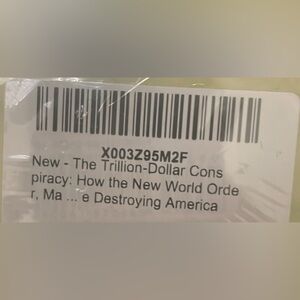 X003Z95M2F
New - The Trillion-Dollar Cons
piracy: How the New World Orde
r, Ma ... e Destroying America